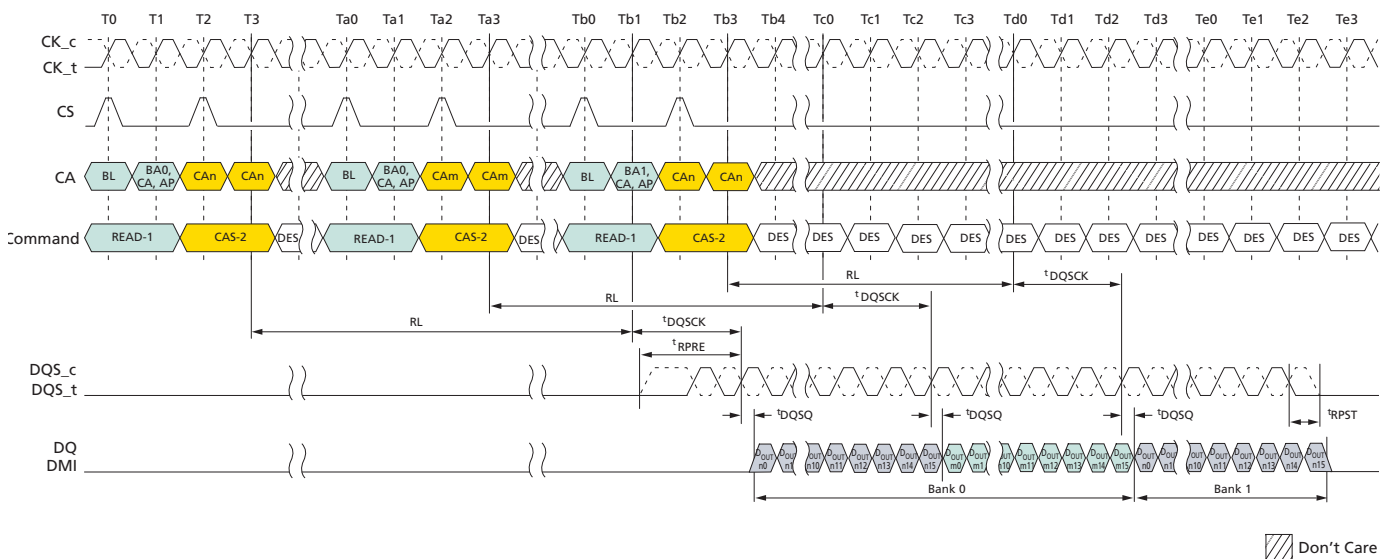 T0 T1 T2 T3 Ta0 Ta1 Ta2 Ta3 Tb0 Tb1 Tb2 Tb3 Tb4 Tc0 Tc1 Tc2 Tc3 Td0 Td1 Td2 Td3 Te0 Te1 Te2 Te3
CK_c
CK_t
CS
CA BL BA0, CA, AP CAn CAn BL BA0, CA, AP CAm CAm BL BA1, CA, AP CAn CAn
Command READ-1 CAS-2 DES READ-1 CAS-2 DES READ-1 CAS-2 DES DES DES DES DES DES DES DES DES DES DES DES DES
RL tDQSCK
RL tDQSCK
RL tDQSCK
tRPRE
DQS_c
DQS_t
tDQSQ tDQSQ tDQSQ tRPST
DQ
DMI
DOUT n0 DOUT n1 DOUT n10 DOUT n11 DOUT n12 DOUT n13 DOUT n14 DOUT n15 DOUT m0 DOUT m1 DOUT n10 DOUT m11 DOUT m12 DOUT m13 DOUT m14 DOUT m15 DOUT n0 DOUT n10 DOUT n11 DOUT n12 DOUT n13 DOUT n14 DOUT n15
Bank 0 Bank 1
Don't Care